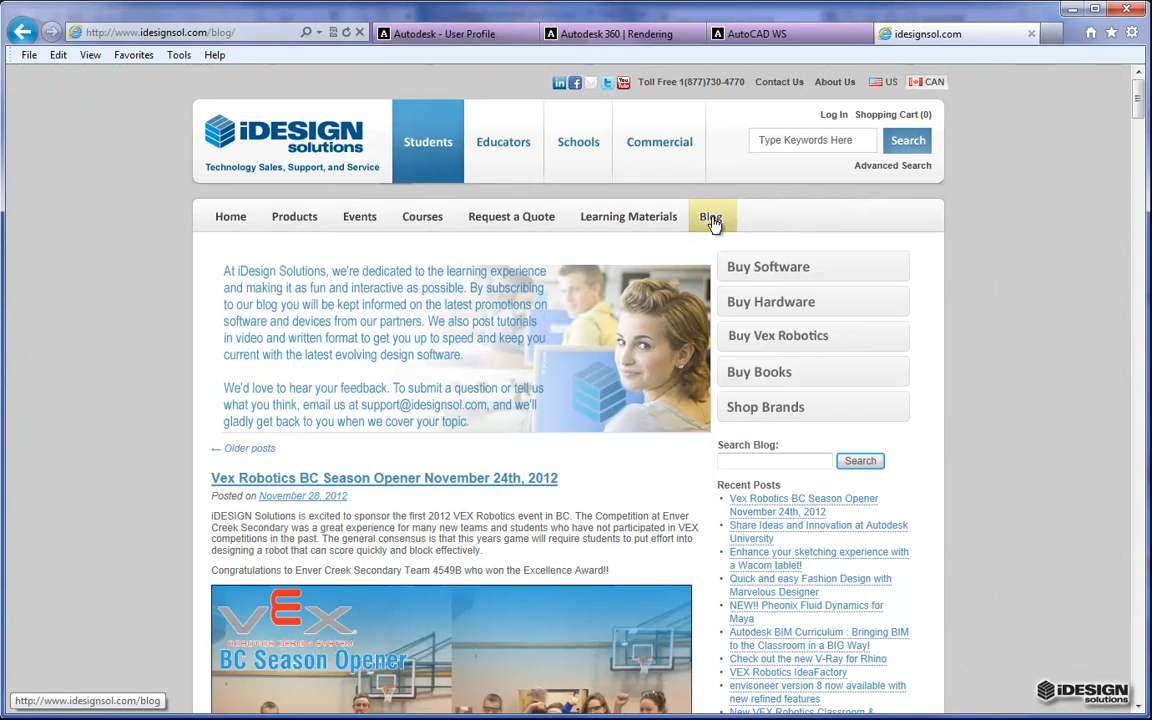 http://www.idesignsol.com/blog/
Autodesk - User Profile
Autodesk 360 | Rendering
AutoCAD WS
idesignsol.com
File Edit View Favorites Tools Help
Toll Free 1(877)730-4770 Contact Us About Us US CAN
Log In Shopping Cart (0)
iDESIGN
solutions
Technology Sales, Support, and Service
Students Educators Schools Commercial
Type Keywords Here Search
Advanced Search
Home Products Events Courses Request a Quote Learning Materials Blog
At iDesign Solutions, we're dedicated to the learning experience
and making it as fun and interactive as possible. By subscribing
to our blog you will be kept informed on the latest promotions on
software and devices from our partners. We also post tutorials
in video and written format to get you up to speed and keep you
current with the latest evolving design software.
We'd love to hear your feedback. To submit a question or tell us
what you think, email us at support@idesignsol.com, and we'll
gladly get back to you when we cover your topic.
← Older posts
Vex Robotics BC Season Opener November 24th, 2012
Posted on November 28, 2012
iDESIGN Solutions is excited to sponsor the first 2012 VEX Robotics event in BC. The Competition at Enver
Creek Secondary was a great experience for many new teams and students who have not participated in VEX
competitions in the past. The general consensus is that this years game will require students to put effort into
designing a robot that can score quickly and block effectively.
Congratulations to Enver Creek Secondary Team 4549B who won the Excellence Award!!
VEX
BC Season
Opener
Buy Software
Buy Hardware
Buy Vex Robotics
Buy Books
Shop Brands
Search Blog:
Search
Recent Posts
• Vex Robotics BC Season Opener
November 24th, 2012
• Share Ideas and Innovation at Autodesk
University
• Enhance your sketching experience with
a Wacom tablet!
• Quick and easy Fashion Design with
Marvelous Designer
• NEW!! Pheonix Fluid Dynamics for
Maya
• Autodesk BIM Curriculum : Bringing BIM
to the Classroom in a BIG Way!
• Check out the new V-Ray for Rhino
• VEX Robotics IdeaFactory
• envisoneer version 8 now available with
new refined features
• New VEX Robotics Classroom &
http://www.idesignsol.com/blog
iDESIGN
solutions